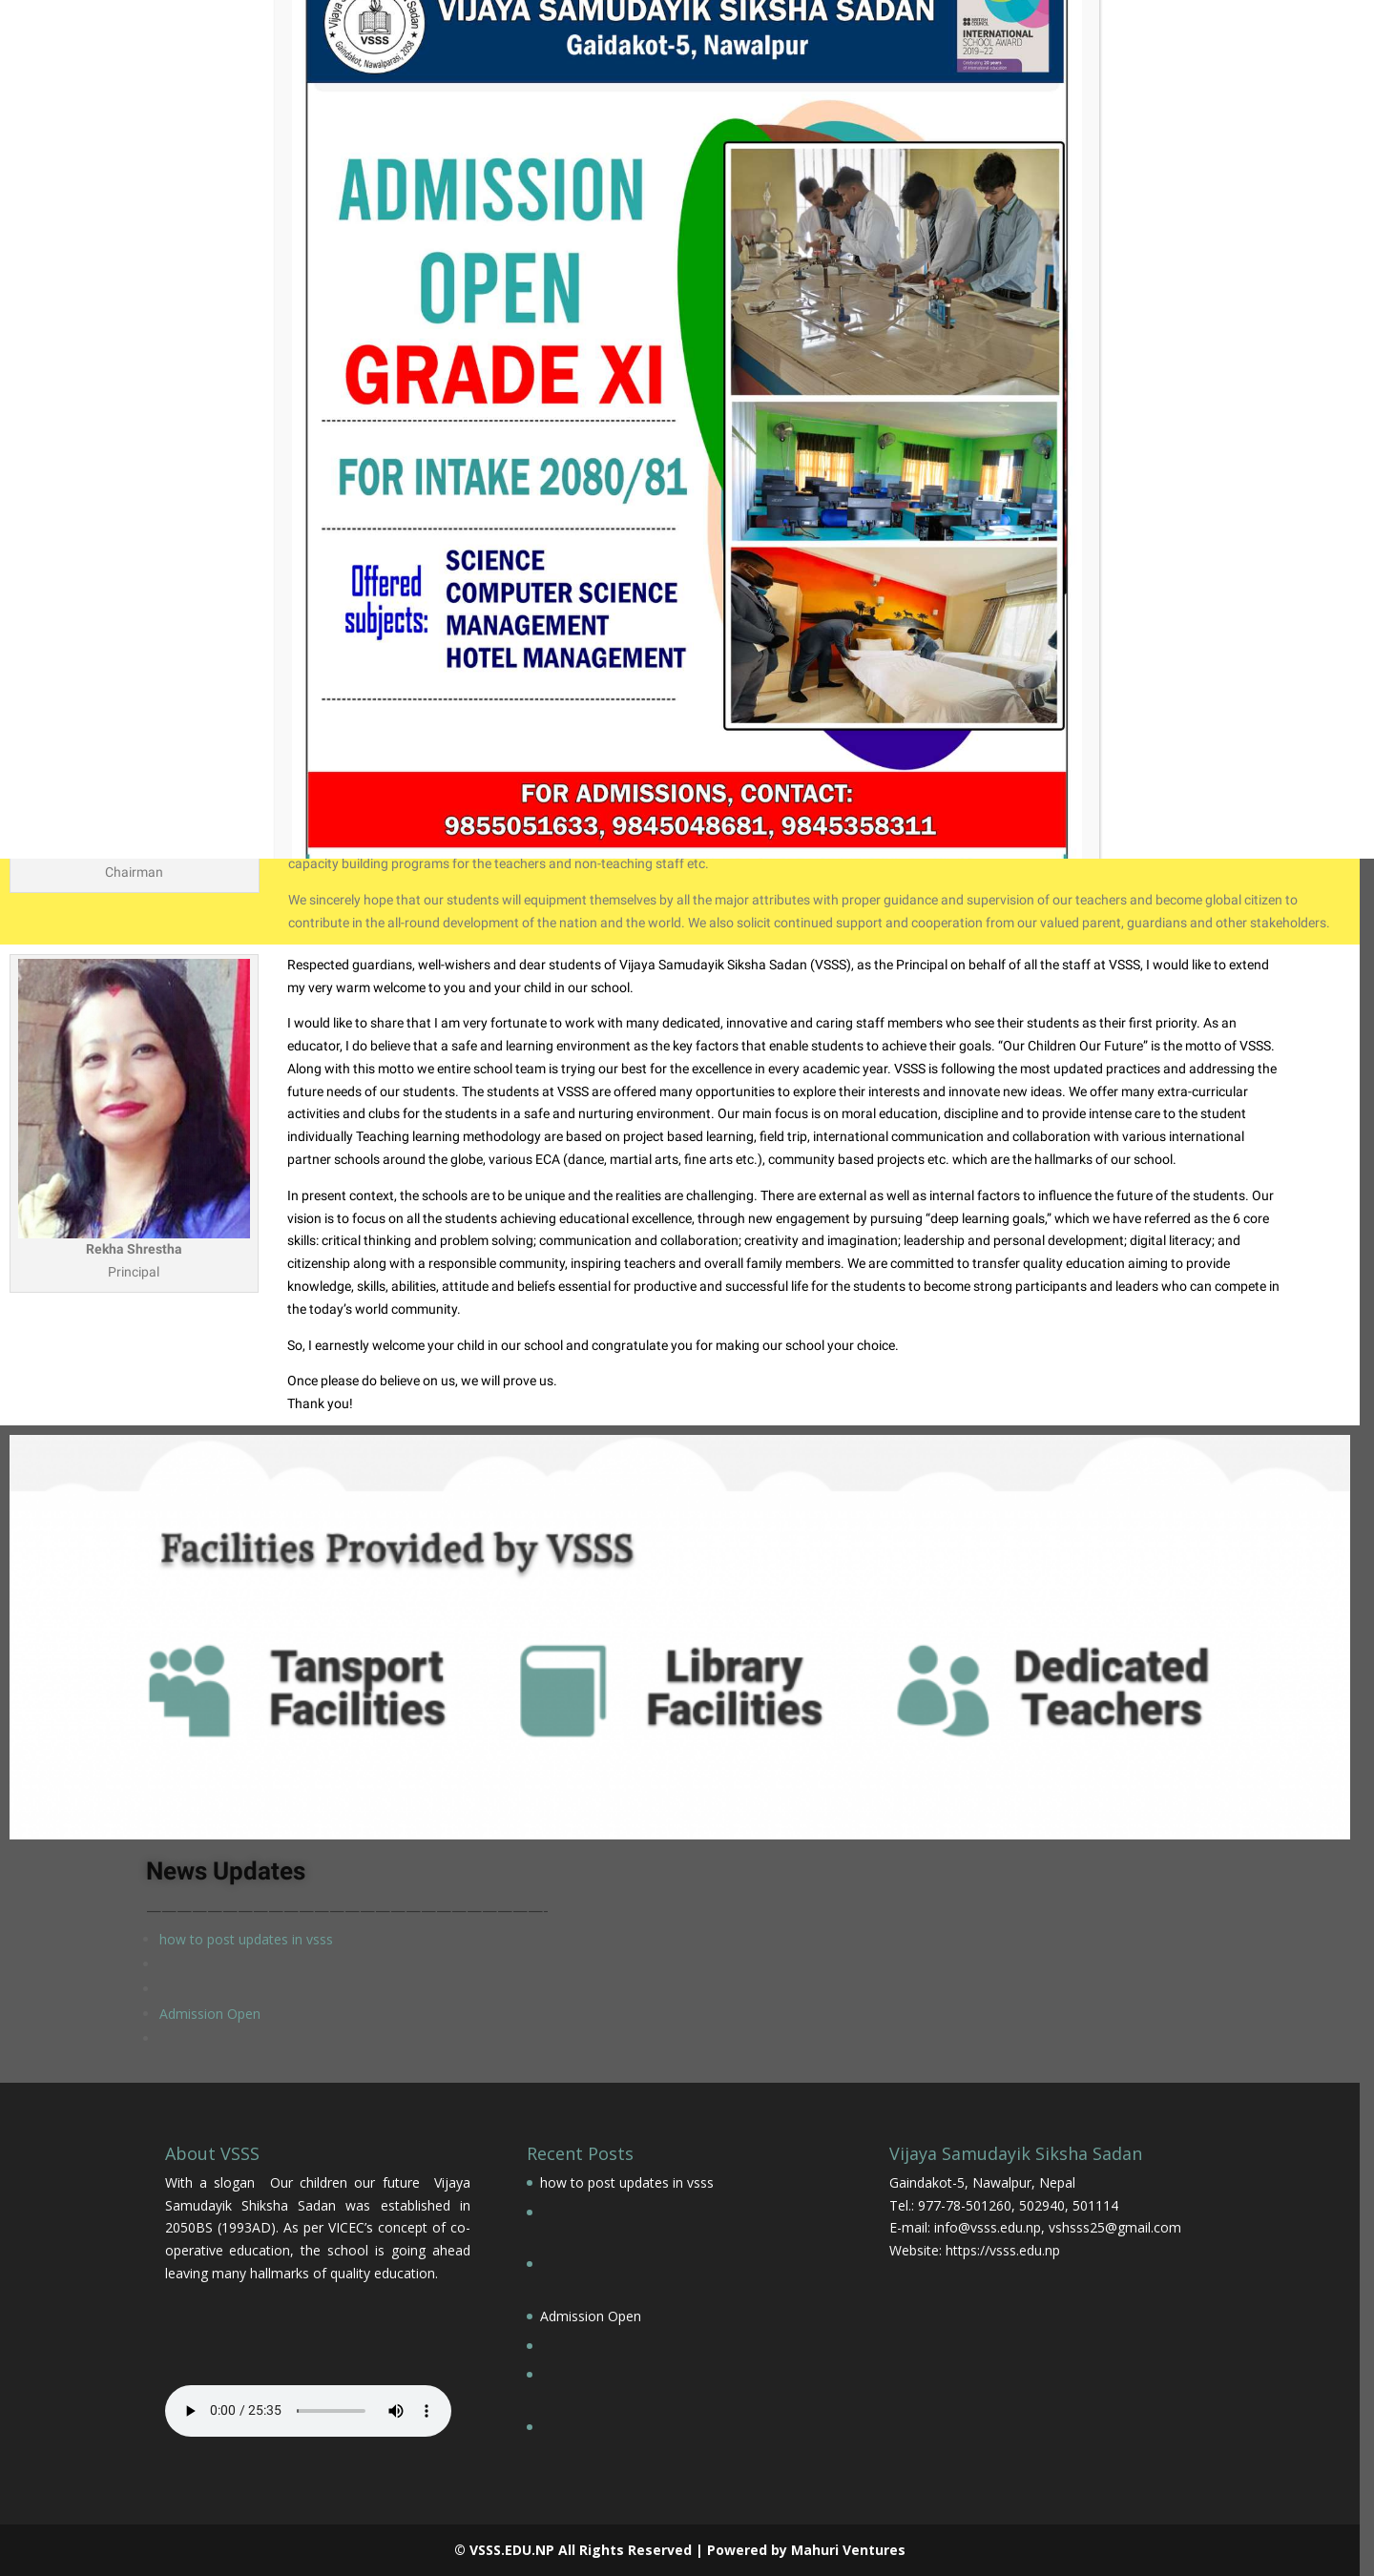 VIJAYA SAMUDAYIK SIKSHA SADAN
Gaidakot-5, Nawalpur
VSSS
BRITISH COUNCIL
INTERNATIONAL
SCHOOL AWARD
2019–22
ADMISSION
OPEN
GRADE XI
FOR INTAKE 2080/81
Offered
subjects:
SCIENCE
COMPUTER SCIENCE
MANAGEMENT
HOTEL MANAGEMENT
FOR ADMISSIONS, CONTACT:
9855051633, 9845048681, 9845358311
Chairman
capacity building programs for the teachers and non-teaching staff etc.
We sincerely hope that our students will equipment themselves by all the major attributes with proper guidance and supervision of our teachers and become global citizen to
contribute in the all-round development of the nation and the world. We also solicit continued support and cooperation from our valued parent, guardians and other stakeholders.
Respected guardians, well-wishers and dear students of Vijaya Samudayik Siksha Sadan (VSSS), as the Principal on behalf of all the staff at VSSS, I would like to extend
my very warm welcome to you and your child in our school.
I would like to share that I am very fortunate to work with many dedicated, innovative and caring staff members who see their students as their first priority. As an
educator, I do believe that a safe and learning environment as the key factors that enable students to achieve their goals. “Our Children Our Future” is the motto of VSSS.
Along with this motto we entire school team is trying our best for the excellence in every academic year. VSSS is following the most updated practices and addressing the
future needs of our students. The students at VSSS are offered many opportunities to explore their interests and innovate new ideas. We offer many extra-curricular
activities and clubs for the students in a safe and nurturing environment. Our main focus is on moral education, discipline and to provide intense care to the student
individually Teaching learning methodology are based on project based learning, field trip, international communication and collaboration with various international
partner schools around the globe, various ECA (dance, martial arts, fine arts etc.), community based projects etc. which are the hallmarks of our school.
In present context, the schools are to be unique and the realities are challenging. There are external as well as internal factors to influence the future of the students. Our
vision is to focus on all the students achieving educational excellence, through new engagement by pursuing “deep learning goals,” which we have referred as the 6 core
skills: critical thinking and problem solving; communication and collaboration; creativity and imagination; leadership and personal development; digital literacy; and
citizenship along with a responsible community, inspiring teachers and overall family members. We are committed to transfer quality education aiming to provide
knowledge, skills, abilities, attitude and beliefs essential for productive and successful life for the students to become strong participants and leaders who can compete in
the today’s world community.
So, I earnestly welcome your child in our school and congratulate you for making our school your choice.
Once please do believe on us, we will prove us.
Thank you!
Rekha Shrestha
Principal
Facilities Provided by VSSS
Tansport
Facilities
Library
Facilities
Dedicated
Teachers
News Updates
——————————————————————————-
how to post updates in vsss
Admission Open
About VSSS
With a slogan Our children our future Vijaya
Samudayik Shiksha Sadan was established in
2050BS (1993AD). As per VICEC’s concept of co-
operative education, the school is going ahead
leaving many hallmarks of quality education.
0:00 / 25:35
Recent Posts
how to post updates in vsss
Admission Open
Vijaya Samudayik Siksha Sadan
Gaindakot-5, Nawalpur, Nepal
Tel.: 977-78-501260, 502940, 501114
E-mail: info@vsss.edu.np, vshsss25@gmail.com
Website: https://vsss.edu.np
© VSSS.EDU.NP All Rights Reserved | Powered by Mahuri Ventures